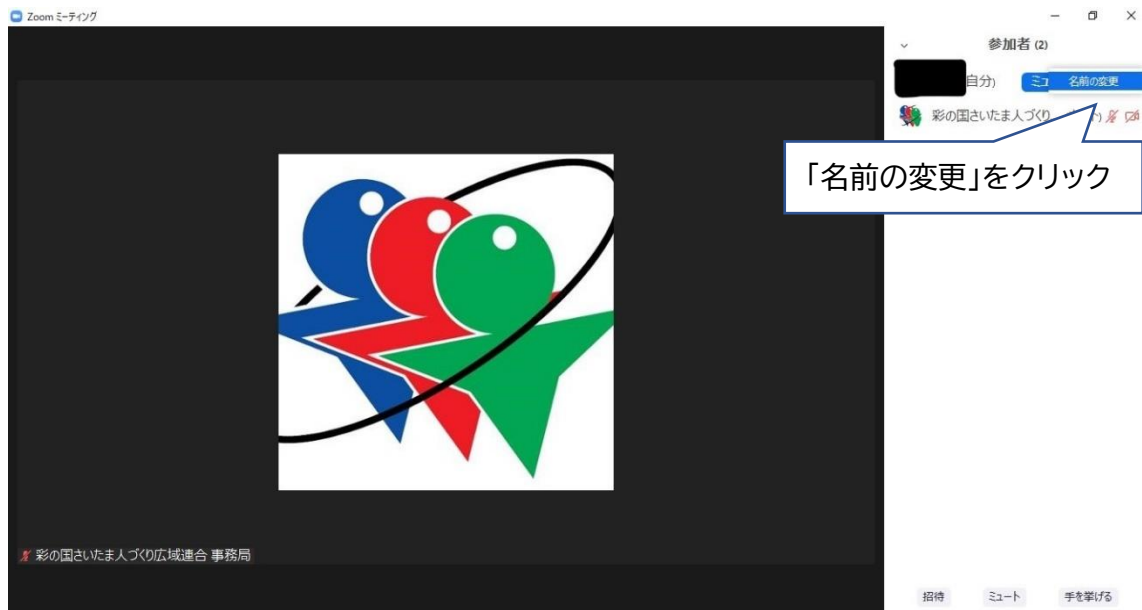 Zoom ミーティング
参加者 (2)
自分)
ミュ 名前の変更
彩の国さいたま人づくり
「名前の変更」をクリック
彩の国さいたま人づくり広域連合 事務局
招待 ミュート 手を挙げる